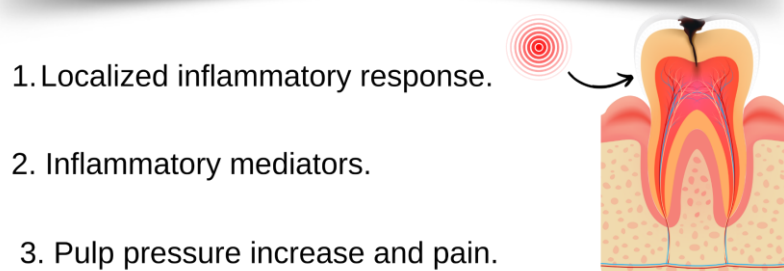 1. Localized inflammatory response.
2. Inflammatory mediators.
3. Pulp pressure increase and pain.